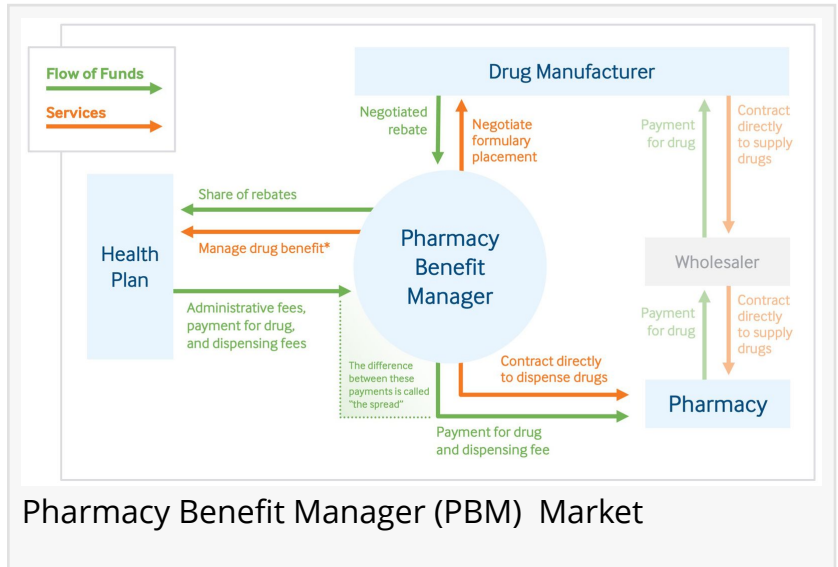 Flow of Funds
Services
Drug Manufacturer
Negotiated
rebate
Negotiate
formulary
placement
Payment
for drug
Contract
directly
to supply
drugs
Share of rebates
Manage drug benefit*
Health
Plan
Pharmacy
Benefit
Manager
Wholesaler
Administrative fees,
payment for drug,
and dispensing fees
Payment
for drug
Contract
directly
to supply
drugs
The difference
between these
payments is called
"the spread"
Contract directly
to dispense drugs
Pharmacy
Payment for drug
and dispensing fee
Pharmacy Benefit Manager (PBM) Market